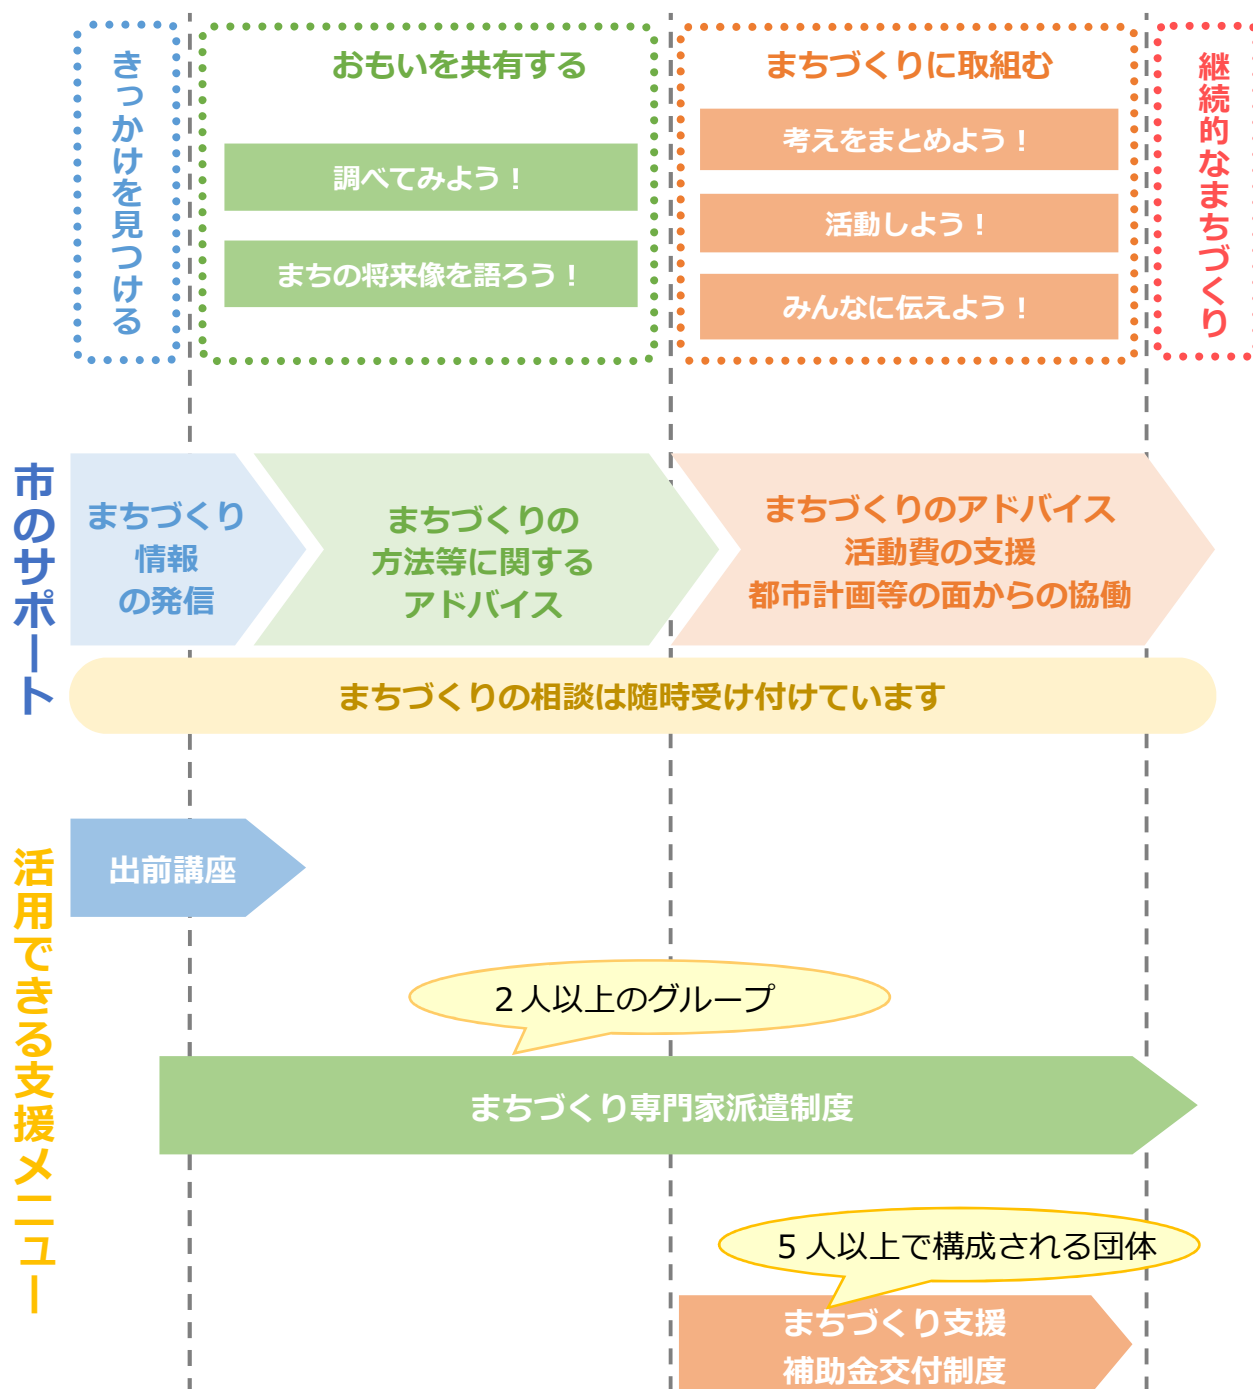 きっかけを見つける
おもいを共有する
調べてみよう！
まちの将来像を語ろう！
まちづくりに取組む
考えをまとめよう！
活動しよう！
みんなに伝えよう！
継続的なまちづくり
市のサポート
まちづくり
情報
の発信
まちづくりの
方法等に関する
アドバイス
まちづくりのアドバイス
活動費の支援
都市計画等の面からの協働
まちづくりの相談は随時受け付けています
活用できる支援メニュー
出前講座
２人以上のグループ
まちづくり専門家派遣制度
５人以上で構成される団体
まちづくり支援
補助金交付制度